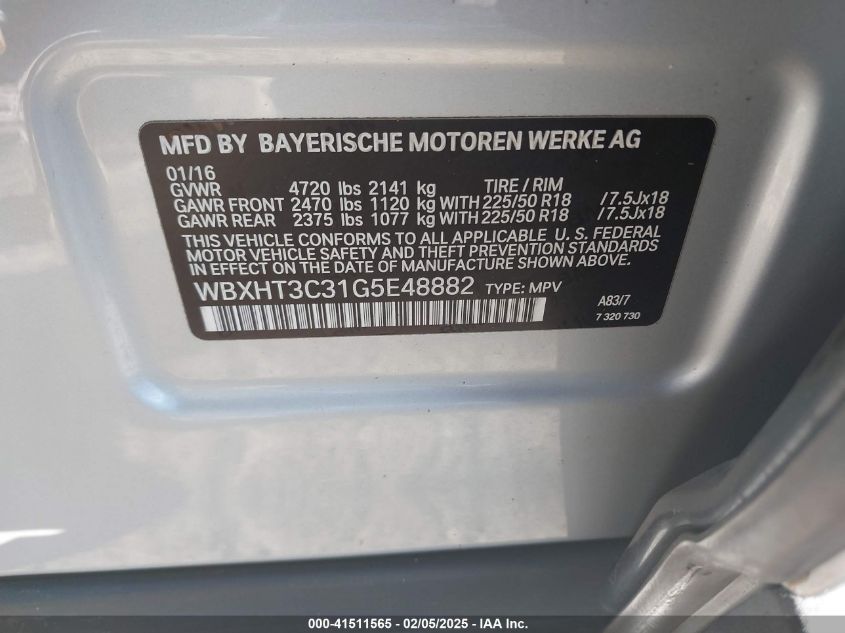 MFD BY BAYERISCHE MOTOREN WERKE AG
01/16
GVWR 4720 lbs 2141 kg TIRE / RIM
GAWR FRONT 2470 lbs 1120 kg WITH 225/50 R18 /7.5Jx18
GAWR REAR 2375 lbs 1077 kg WITH 225/50 R18 /7.5Jx18
THIS VEHICLE CONFORMS TO ALL APPLICABLE U. S. FEDERAL
MOTOR VEHICLE SAFETY AND THEFT PREVENTION STANDARDS
IN EFFECT ON THE DATE OF MANUFACTURE SHOWN ABOVE.
WBXHT3C31G5E48882 TYPE: MPV
A83/7
7 320 730
000-41511565 — 02/05/2025 — IAA Inc.